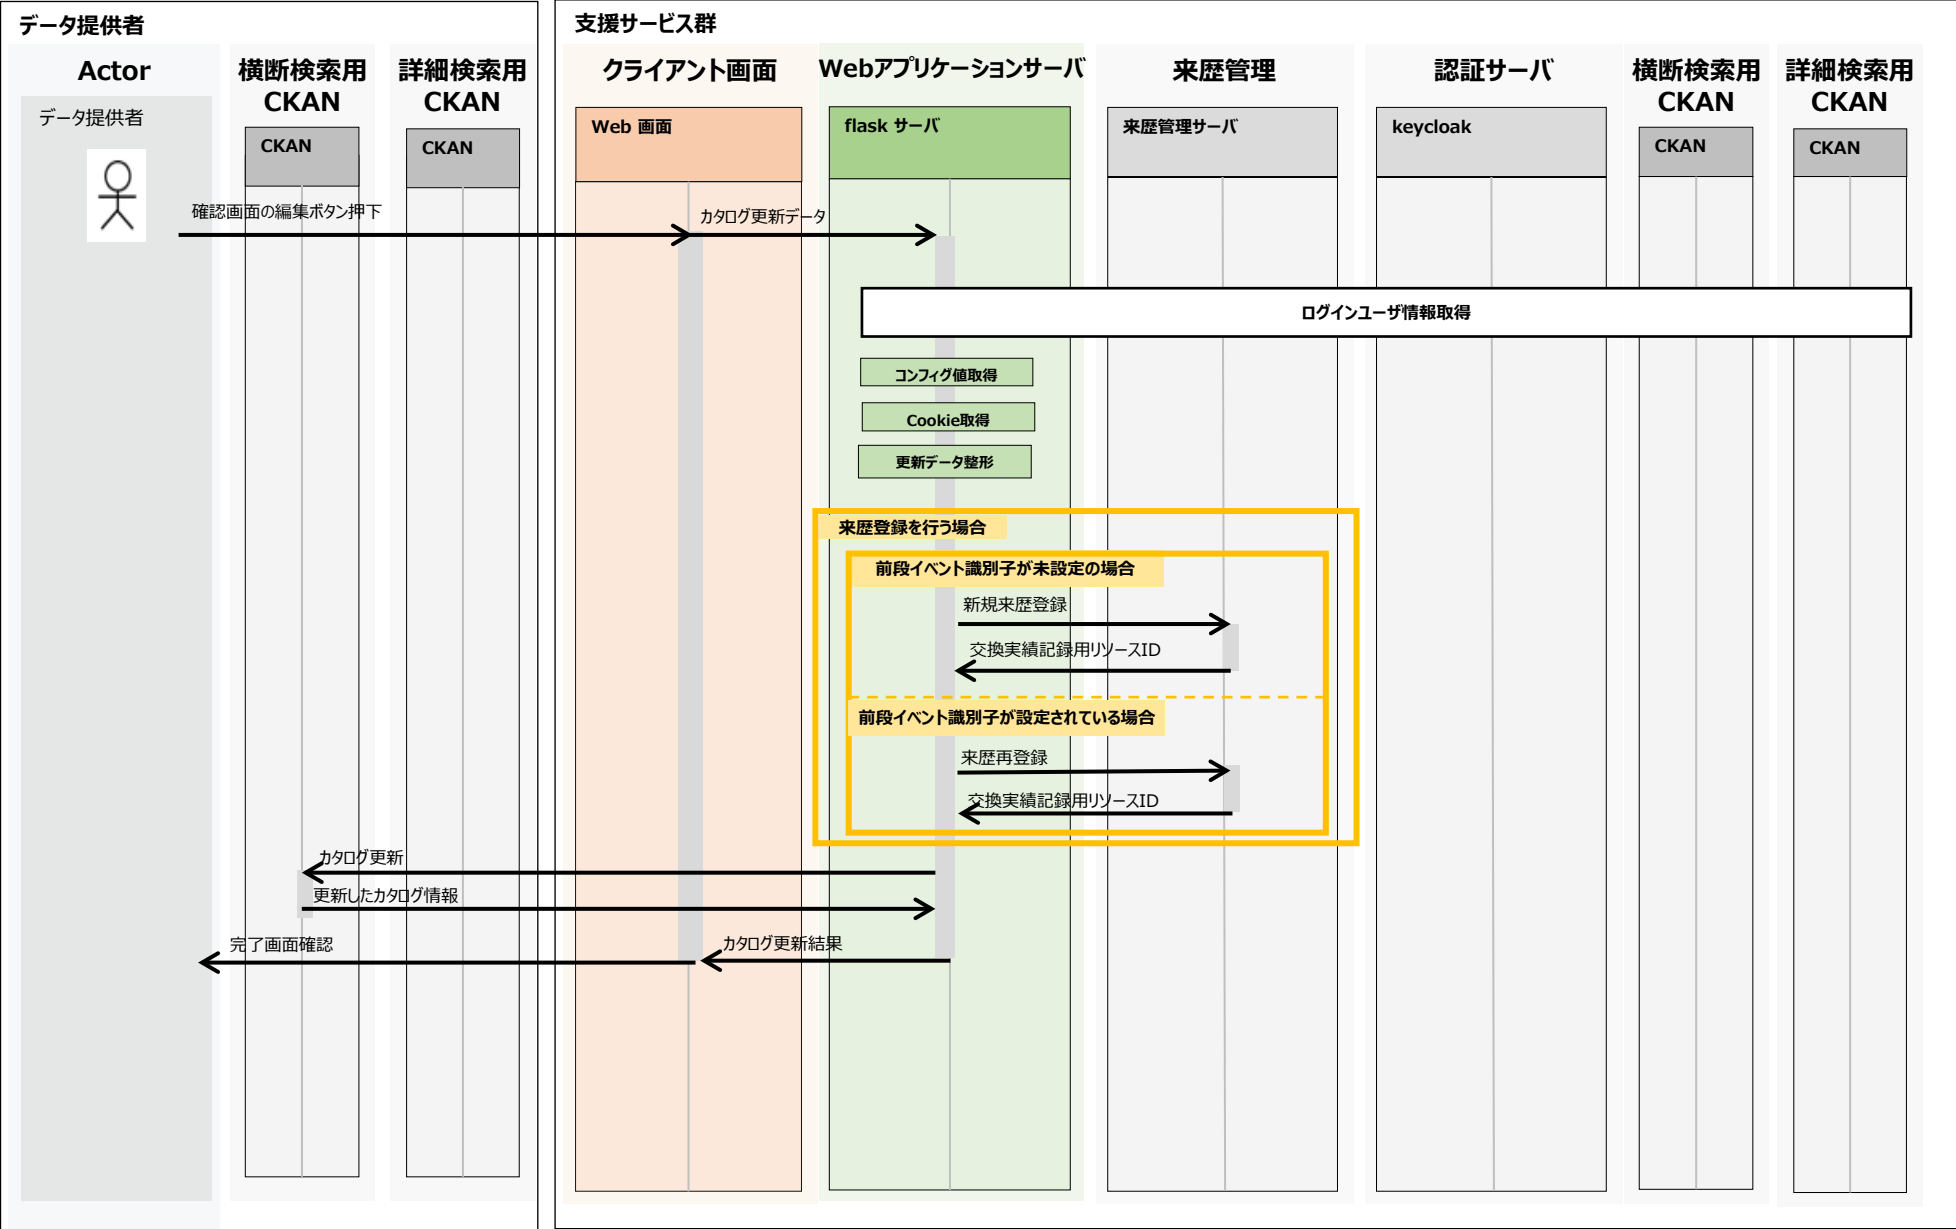 データ提供者
支援サービス群
Actor
横断検索用
CKAN
詳細検索用
CKAN
クライアント画面
Webアプリケーションサーバ
来歴管理
認証サーバ
横断検索用
CKAN
詳細検索用
CKAN
データ提供者
CKAN
CKAN
Web 画面
flask サーバ
来歴管理サーバ
keycloak
CKAN
CKAN
確認画面の編集ボタン押下
カタログ更新データ
ログインユーザ情報取得
コンフィグ値取得
Cookie取得
更新データ整形
来歴登録を行う場合
前段イベント識別子が未設定の場合
新規来歴登録
交換実績記録用リソースID
前段イベント識別子が設定されている場合
来歴再登録
交換実績記録用リソースID
カタログ更新
更新したカタログ情報
完了画面確認
カタログ更新結果